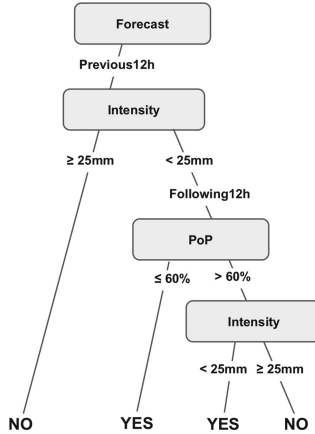 Forecast
Previous12h
Intensity
≥ 25mm
< 25mm
Following12h
PoP
≤ 60%
> 60%
Intensity
< 25mm
≥ 25mm
NO
YES
YES
NO